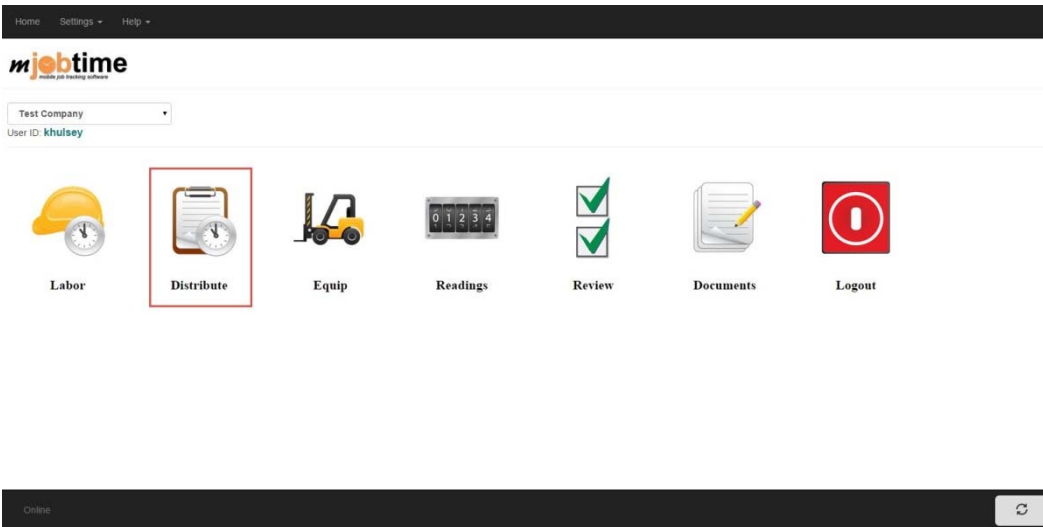 Home Settings Help
mjobtime
mobile job tracking software
Test Company
User ID: khulsey
0 1 2 3 4
Labor Distribute Equip Readings Review Documents Logout
Online